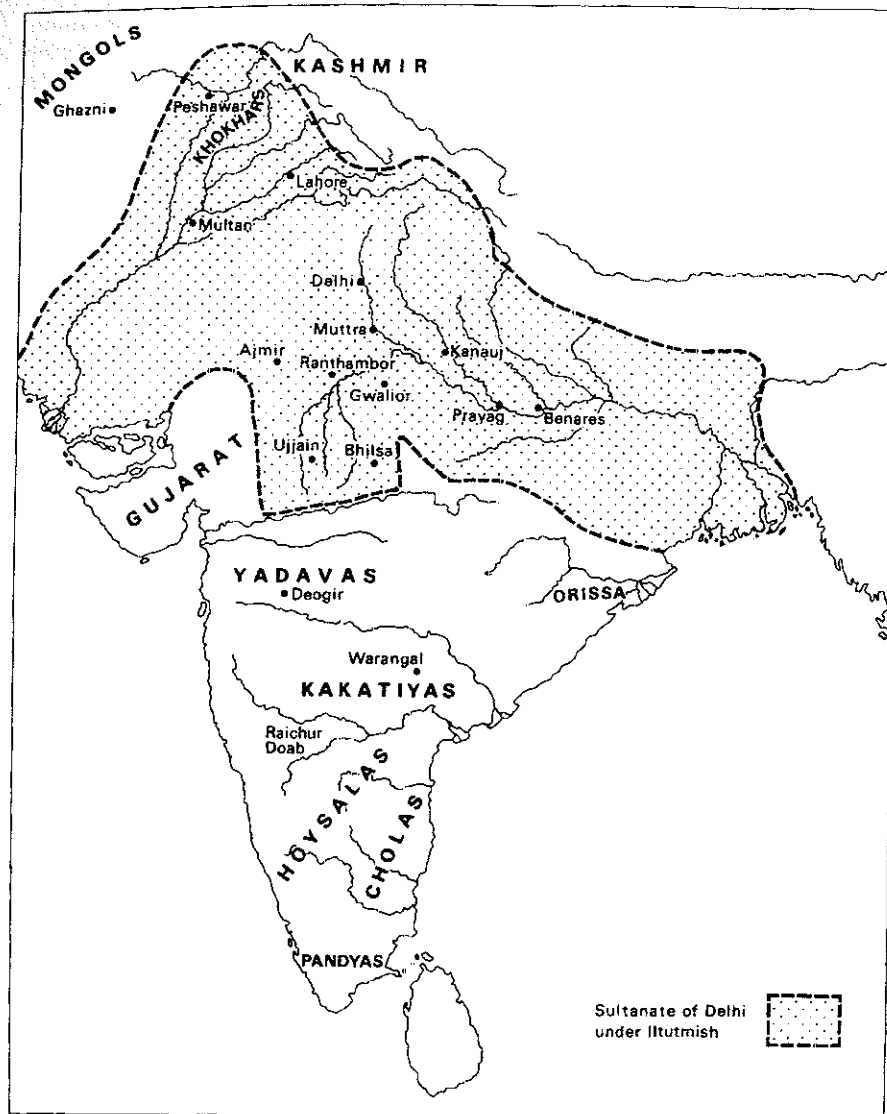 MONGOLS
KASHMIR
Ghazni
Peshawar
KHOKHARS
Lahore
Multan
Delhi
Muttra
Ajmir
Ranthambor
Kanauj
Gwalior
Prayag
Benares
Ujjain
Bhilsa
GUJARAT
YADAVAS
Deogir
ORISSA
Warangal
KAKATIYAS
Raichur
Doab
HOYSALAS
CHOLAS
PANDYAS
Sultanate of Delhi
under Iltutmish